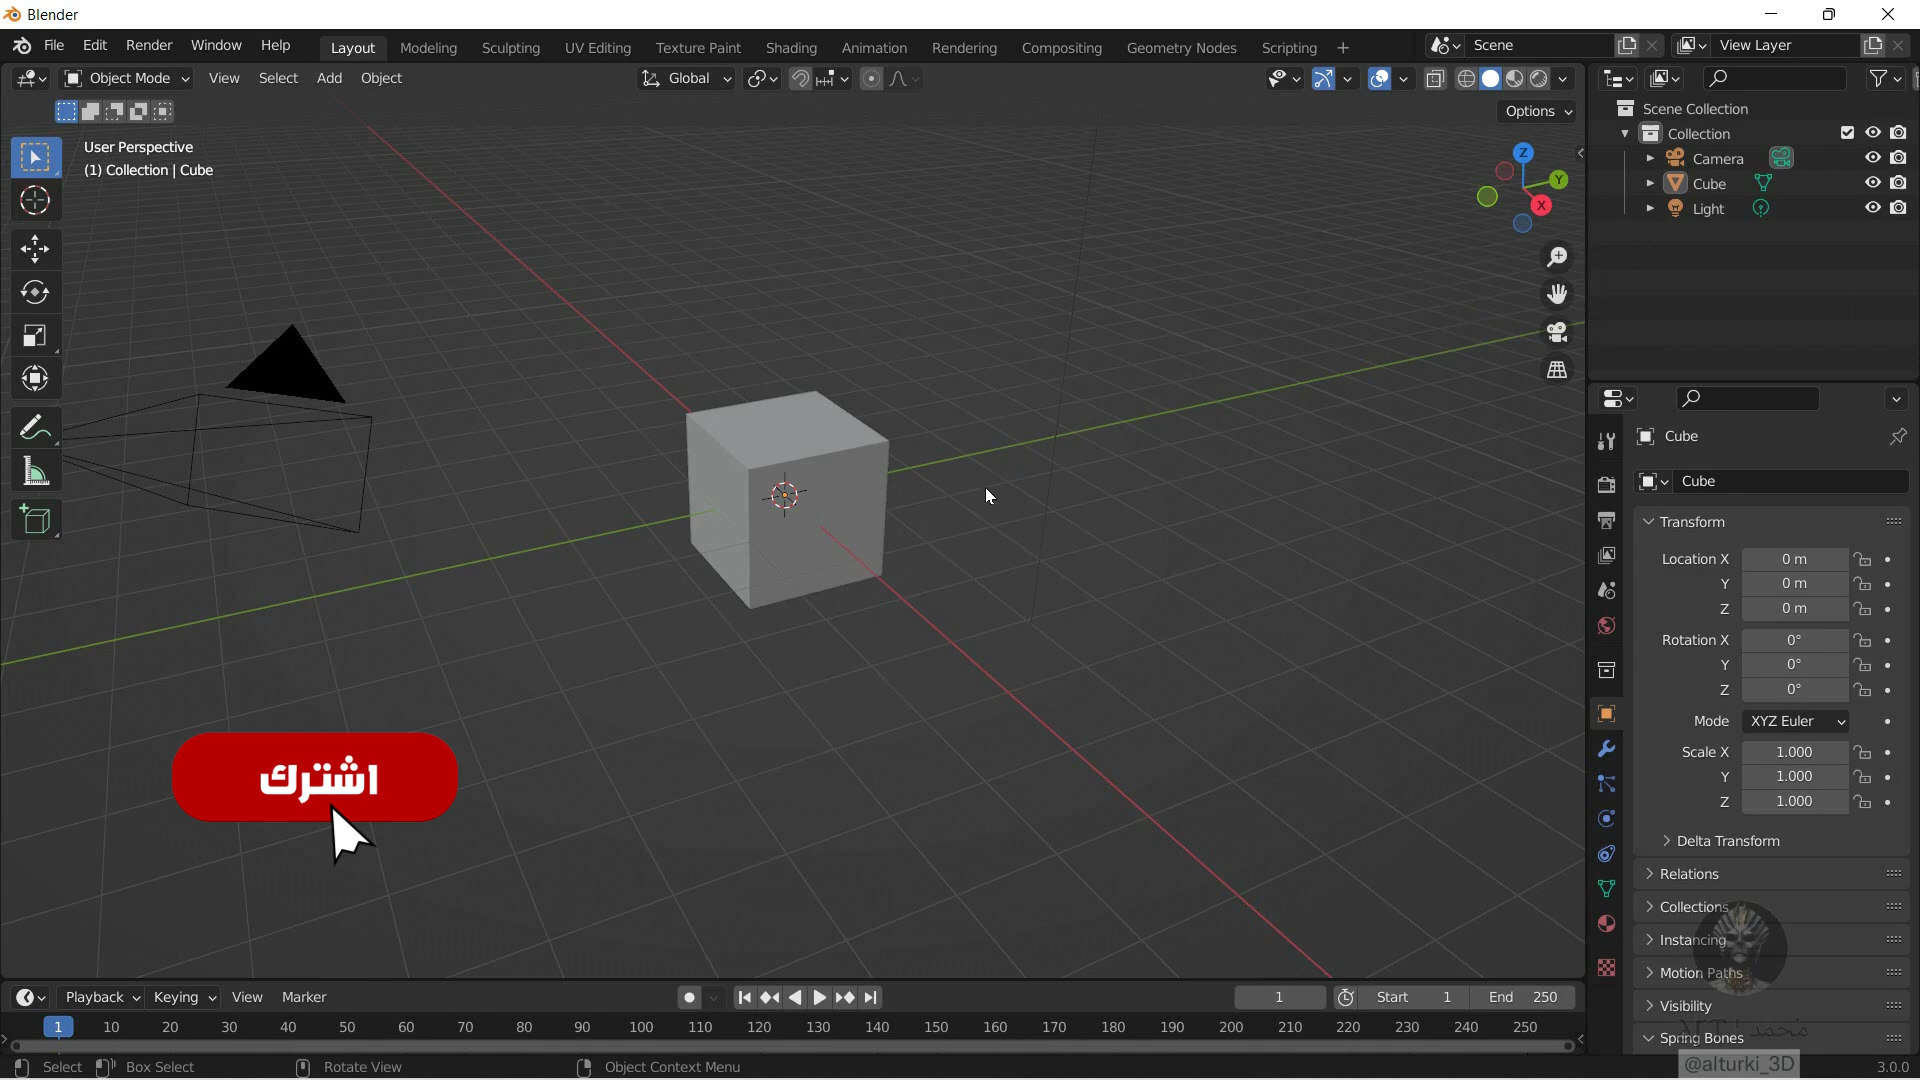 Blender
File Edit Render Window Help Layout Modeling Sculpting UV Editing Texture Paint Shading Animation Rendering Compositing Geometry Nodes Scripting + Scene View Layer
Object Mode View Select Add Object Global
Options
User Perspective
(1) Collection | Cube
Z
Y
X
Scene Collection
Collection
Camera
Cube
Light
Cube
Cube
Transform
Location X 0 m
Y 0 m
Z 0 m
Rotation X 0°
Y 0°
Z 0°
Mode XYZ Euler
Scale X 1.000
Y 1.000
Z 1.000
Delta Transform
Relations
Collections
Instancing
Motion Paths
Visibility
Spring Bones
اشترك
Playback Keying View Marker 1 Start 1 End 250
1 10 20 30 40 50 60 70 80 90 100 110 120 130 140 150 160 170 180 190 200 210 220 230 240 250
Select Box Select Rotate View Object Context Menu
@alturki_3D
3.0.0